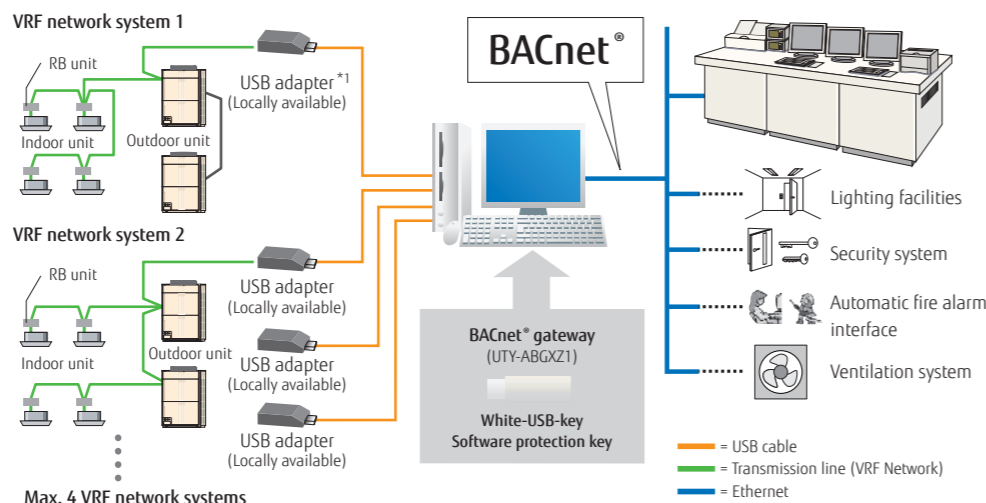 VRF network system 1
RB unit
Indoor unit
Outdoor unit
USB adapter *1
(Locally available)
VRF network system 2
RB unit
Indoor unit
Outdoor unit
USB adapter
(Locally available)
USB adapter
(Locally available)
USB adapter
(Locally available)
Max. 4 VRF network systems
BACnet®
BACnet® gateway
(UTY-ABGXZ1)
White-USB-key
Software protection key
Lighting facilities
Security system
Automatic fire alarm
interface
Ventilation system
= USB cable
= Transmission line (VRF Network)
= Ethernet